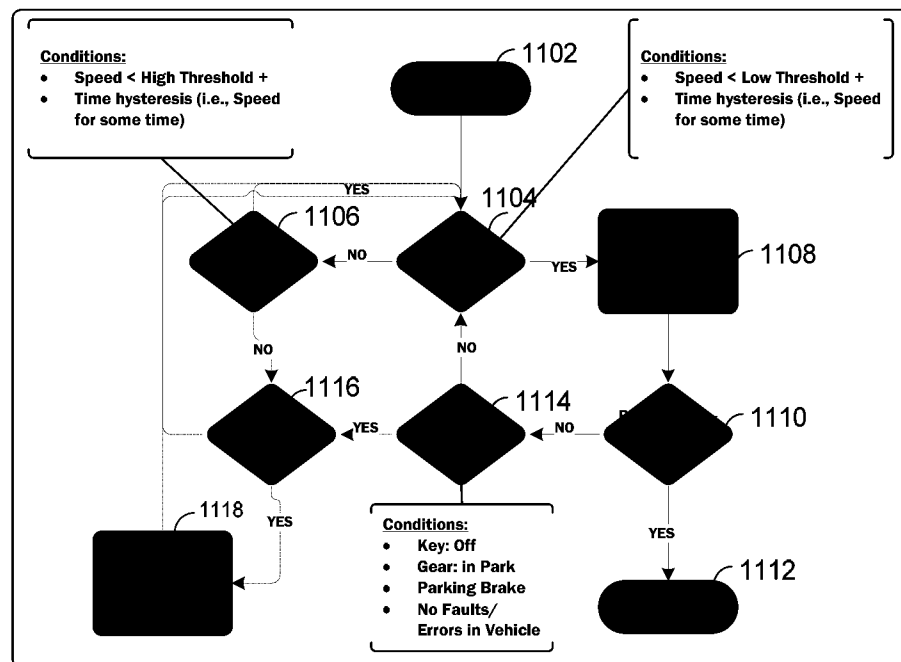 Conditions:
• Speed < High Threshold +
• Time hysteresis (i.e., Speed
for some time)
1102
Conditions:
• Speed < Low Threshold +
• Time hysteresis (i.e., Speed
for some time)
YES
1106
1104
1108
NO
YES
NO
NO
1116
1114
1110
YES
NO
1118
YES
Conditions:
• Key: Off
• Gear: in Park
• Parking Brake
• No Faults/
Errors in Vehicle
YES
1112